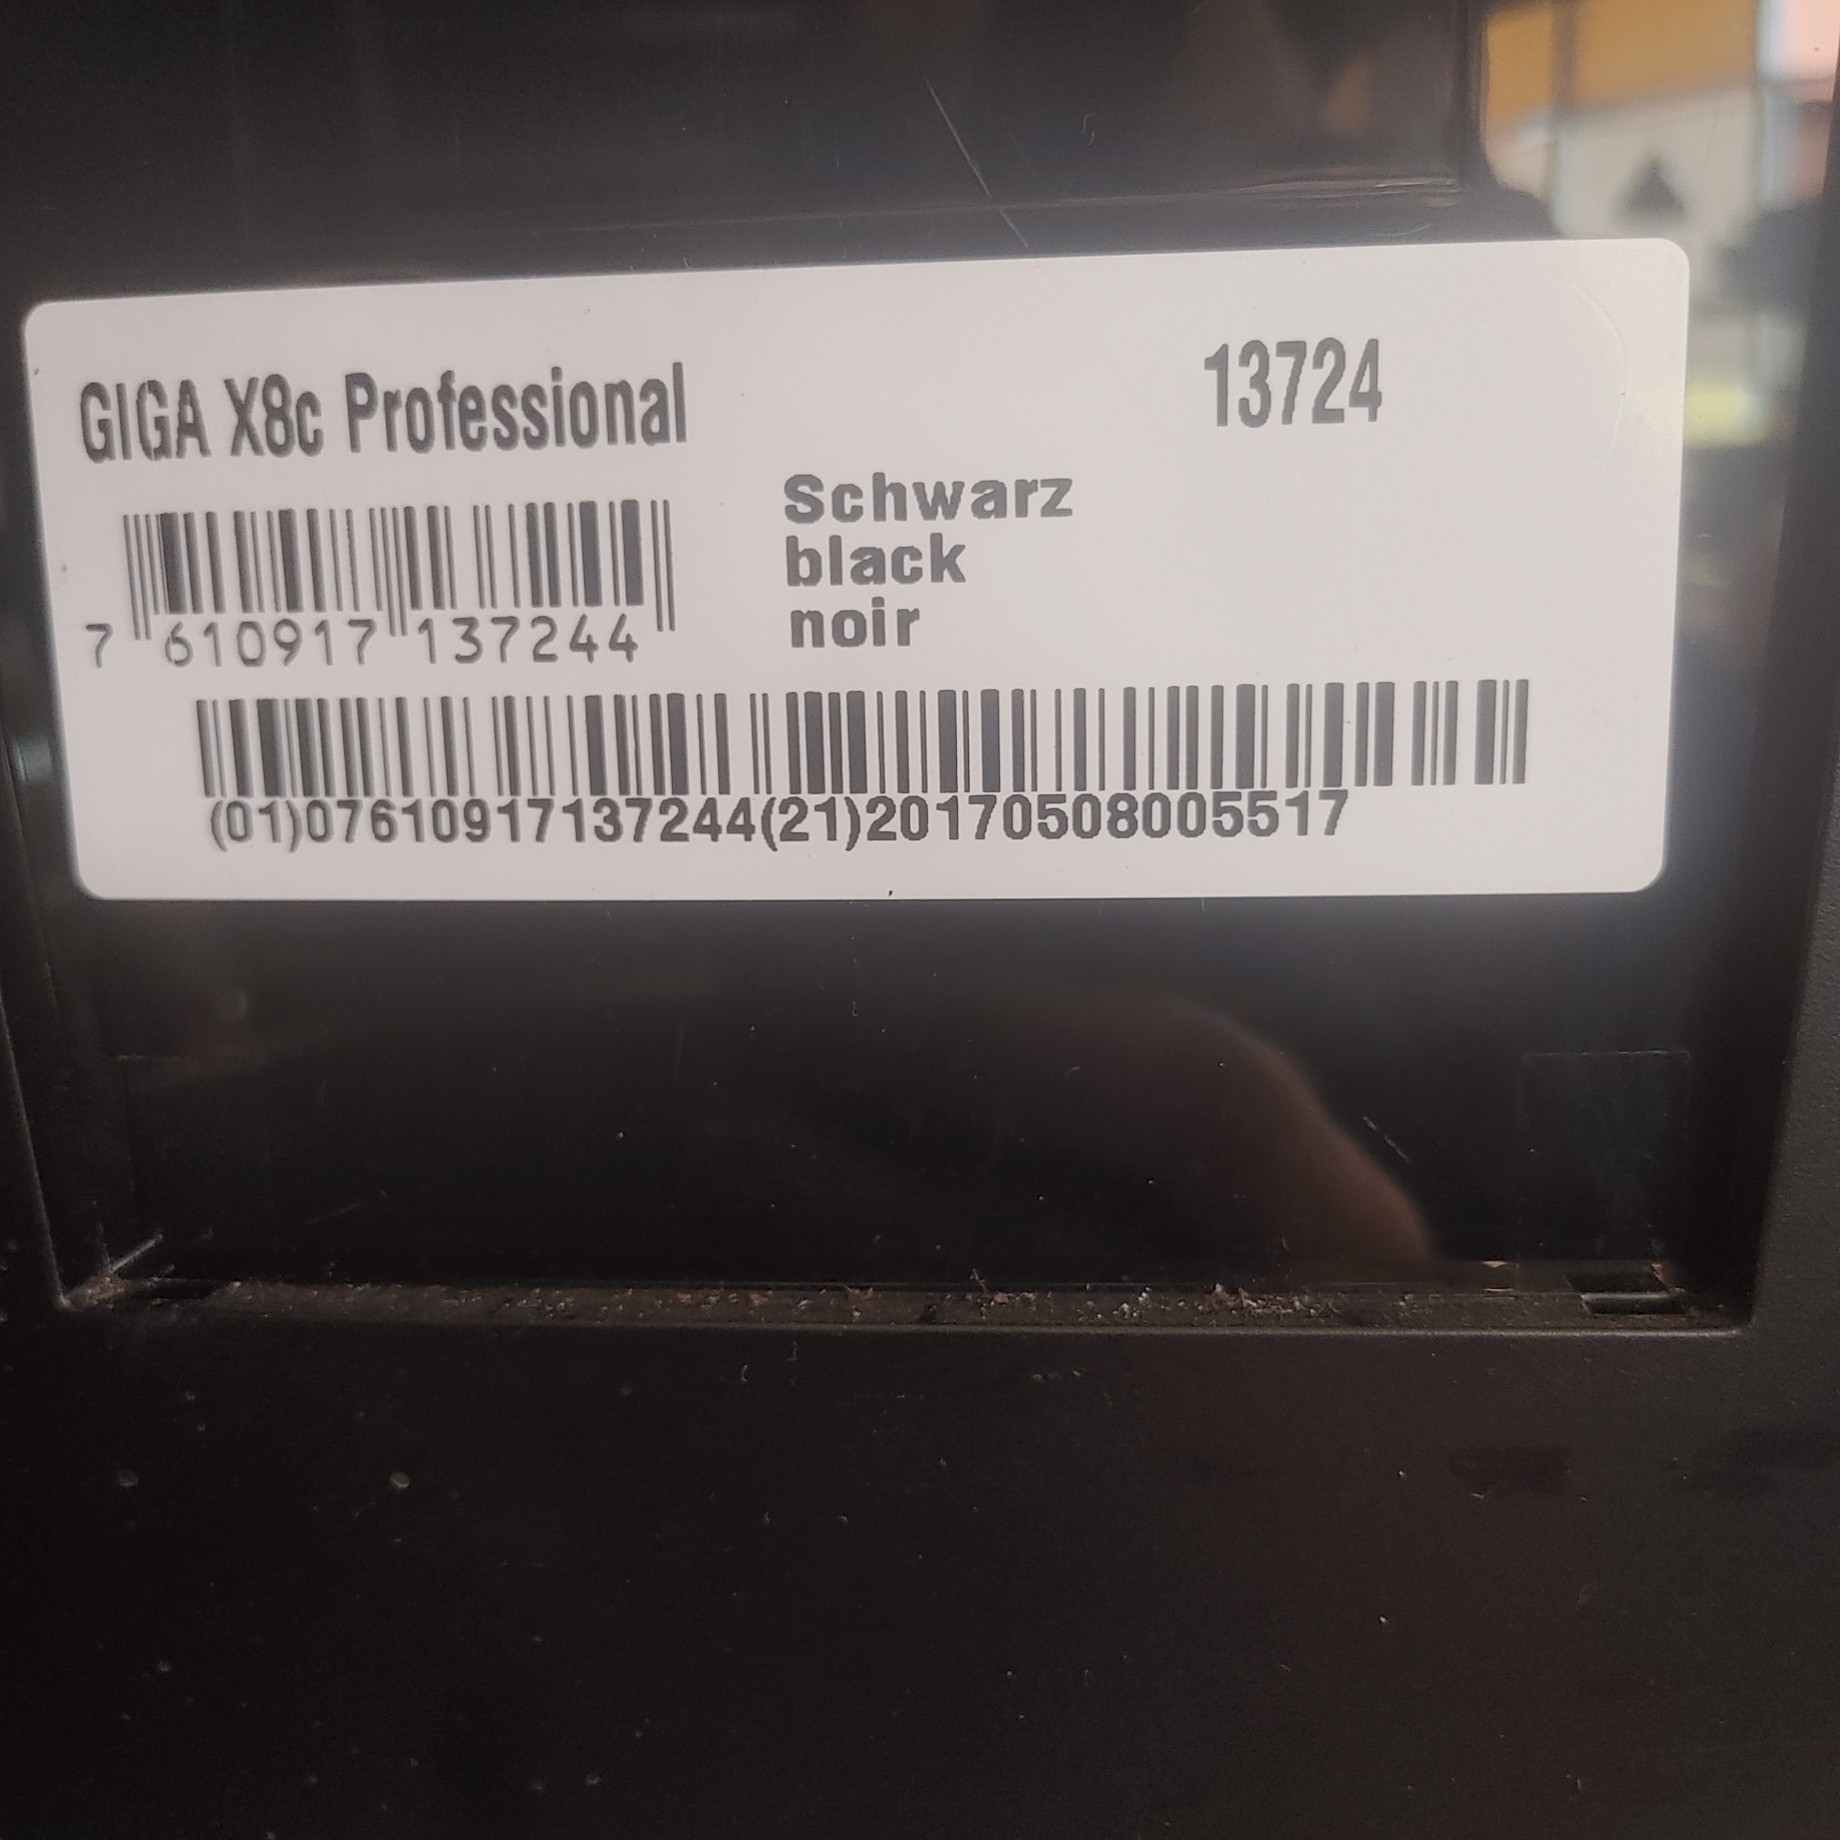 GIGA X8c Professional 13724
Schwarz
black
noir
7 610917 137244
(01)07610917137244(21)20170508005517